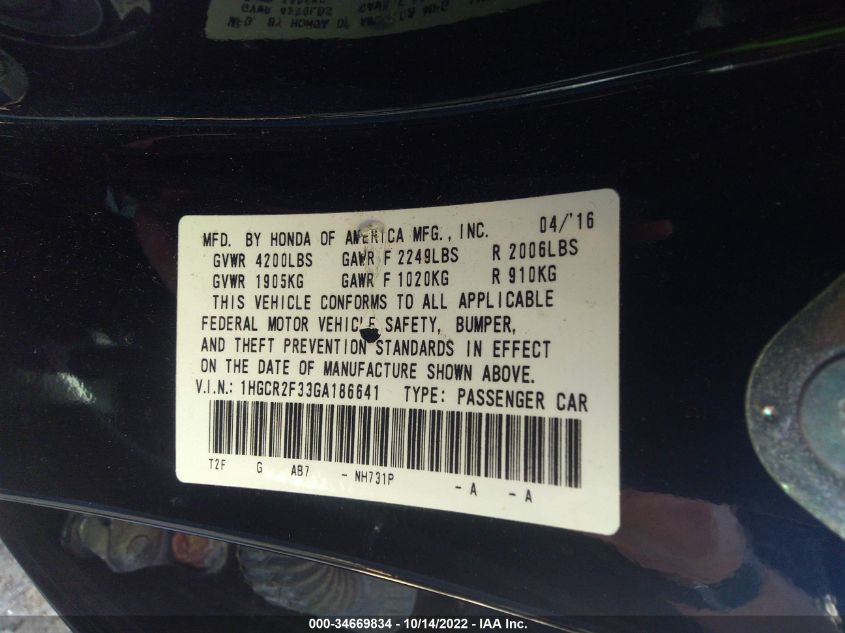 MFD. BY HONDA OF AMERICA MFG., INC. 04/'16
GVWR 4200LBS GAWR F 2249LBS R 2006LBS
GVWR 1905KG GAWR F 1020KG R 910KG
THIS VEHICLE CONFORMS TO ALL APPLICABLE
FEDERAL MOTOR VEHICLE SAFETY, BUMPER,
AND THEFT PREVENTION STANDARDS IN EFFECT
ON THE DATE OF MANUFACTURE SHOWN ABOVE.
V.I.N.: 1HGCR2F33GA186641 TYPE: PASSENGER CAR
T2F G AB7 - NH731P - A - A
000-34669834 - 10/14/2022 - IAA Inc.